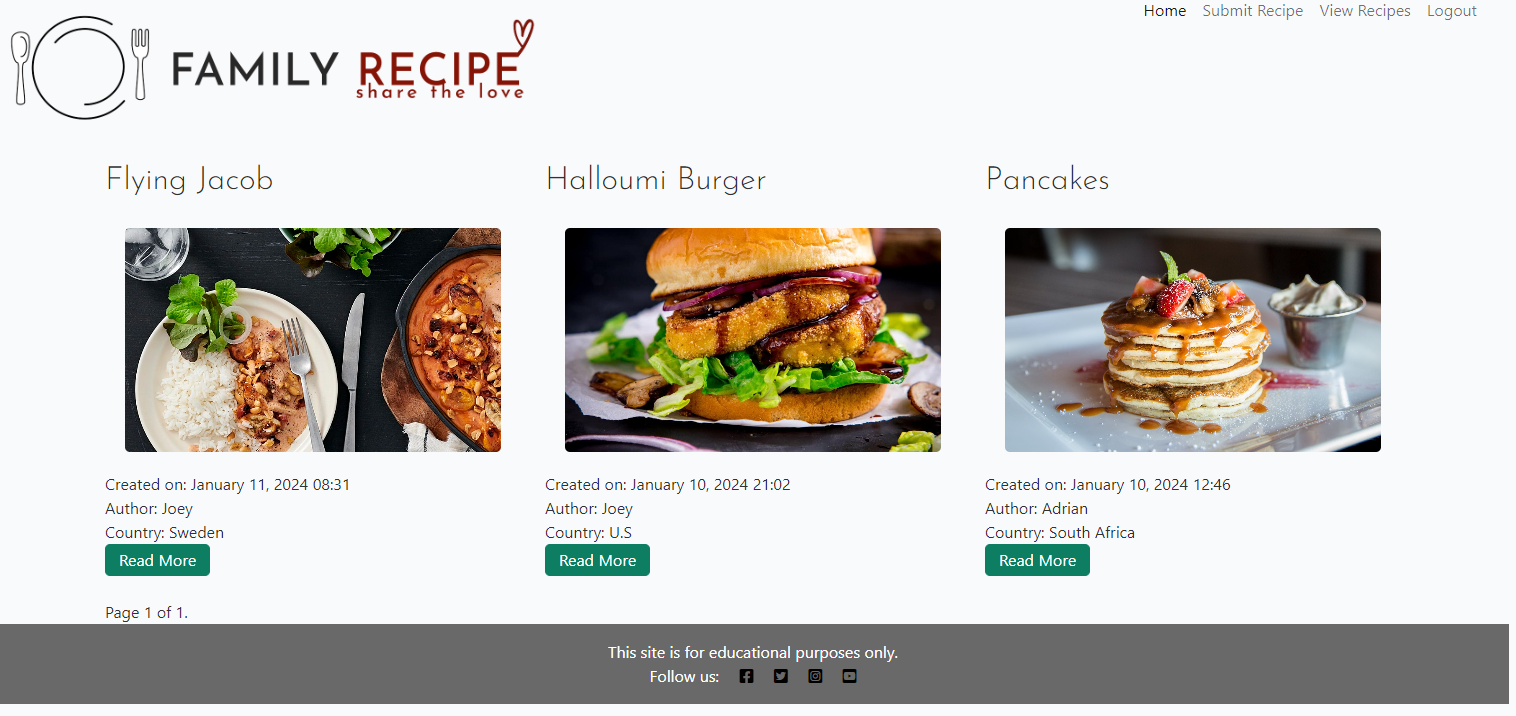 Home Submit Recipe View Recipes Logout
FAMILY RECIPE
share the love
Flying Jacob
Halloumi Burger
Pancakes
Created on: January 11, 2024 08:31
Author: Joey
Country: Sweden
Read More
Created on: January 10, 2024 21:02
Author: Joey
Country: U.S
Read More
Created on: January 10, 2024 12:46
Author: Adrian
Country: South Africa
Read More
Page 1 of 1.
This site is for educational purposes only.
Follow us: